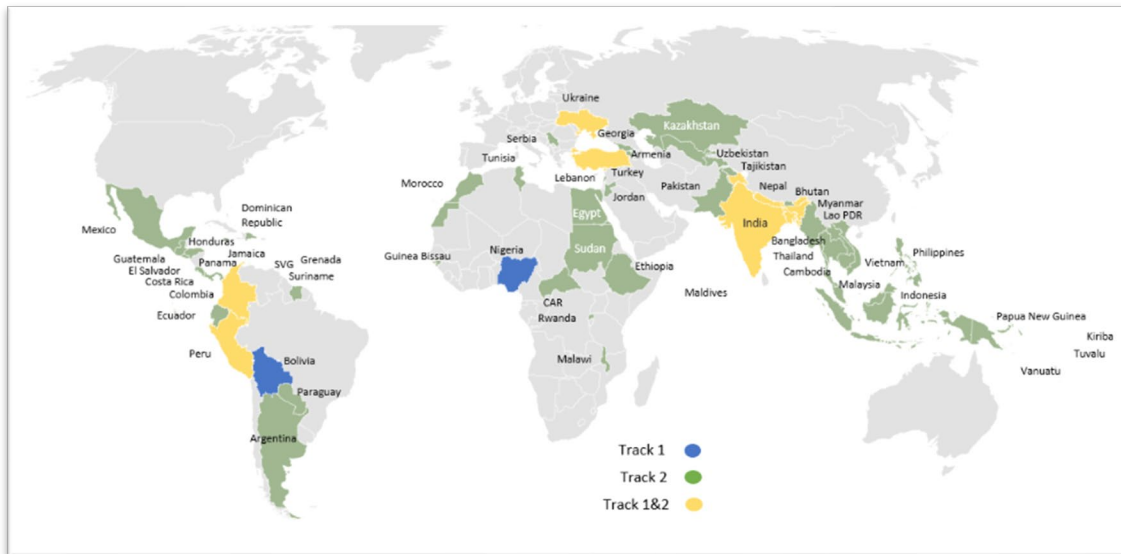 Ukraine
Kazakhstan
Serbia
Georgia
Armenia
Uzbekistan
Tajikistan
Tunisia
Lebanon
Turkey
Morocco
Jordan
Pakistan
Nepal
Bhutan
Myanmar
Lao PDR
Egypt
India
Dominican
Republic
Mexico
Honduras
Jamaica
Guatemala
Panama
El Salvador
Costa Rica
Colombia
SVG
Grenada
Suriname
Guinea Bissau
Nigeria
Sudan
Ethiopia
Bangladesh
Thailand
Cambodia
Vietnam
Philippines
Malaysia
Maldives
Indonesia
Ecuador
CAR
Rwanda
Papua New Guinea
Kiriba
Tuvalu
Vanuatu
Peru
Bolivia
Malawi
Paraguay
Argentina
Track 1
Track 2
Track 1&2